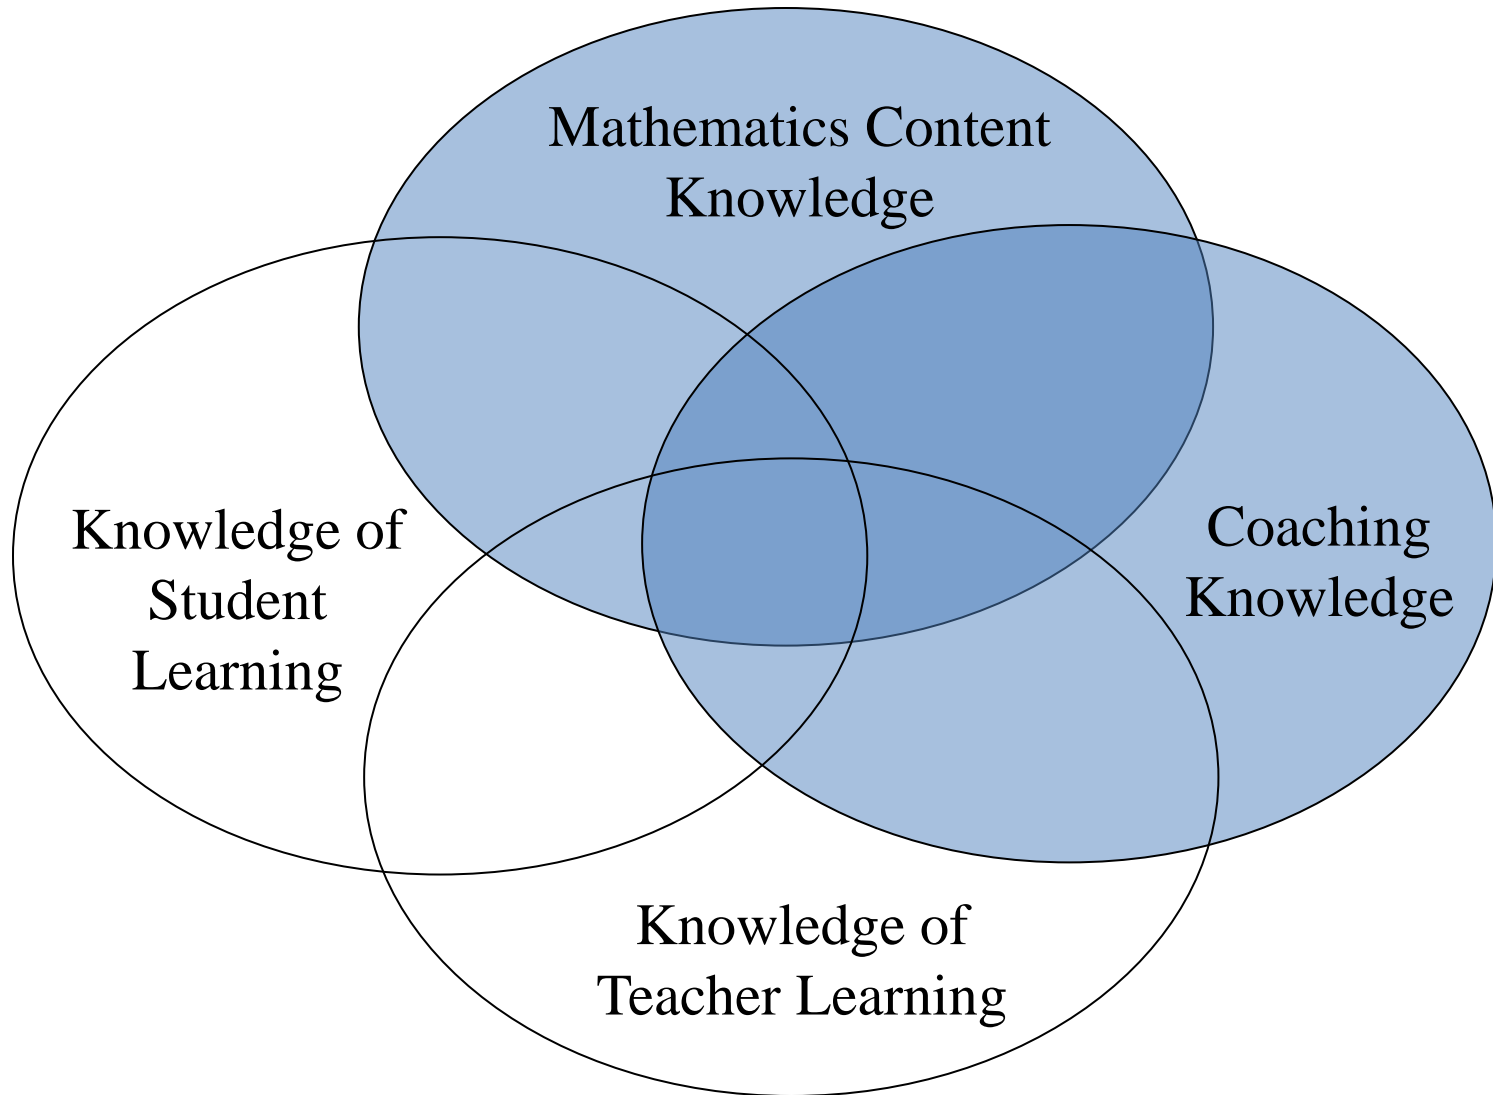 Mathematics Content
Knowledge
Knowledge of
Student
Learning
Coaching
Knowledge
Knowledge of
Teacher Learning